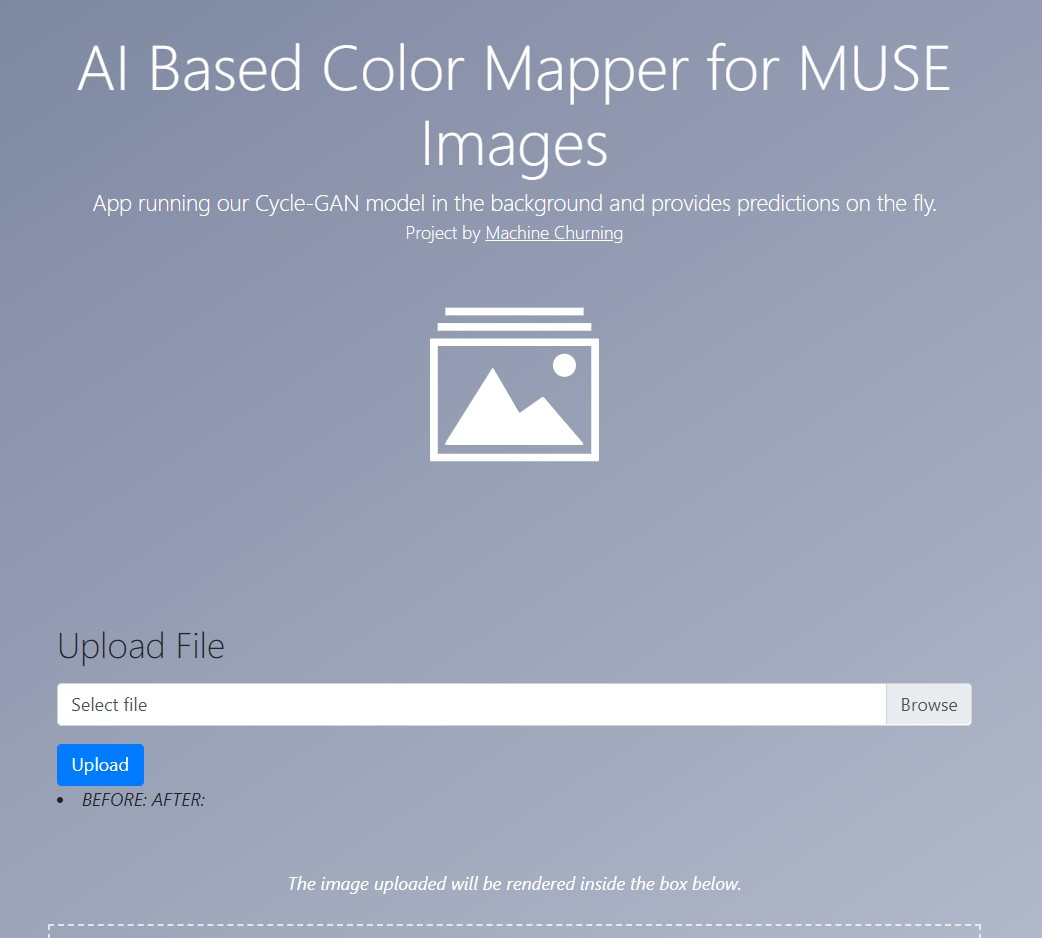 AI Based Color Mapper for MUSE
Images
App running our Cycle-GAN model in the background and provides predictions on the fly.
Project by Machine Churning
Upload File
Select file
Browse
Upload
• BEFORE: AFTER:
The image uploaded will be rendered inside the box below.